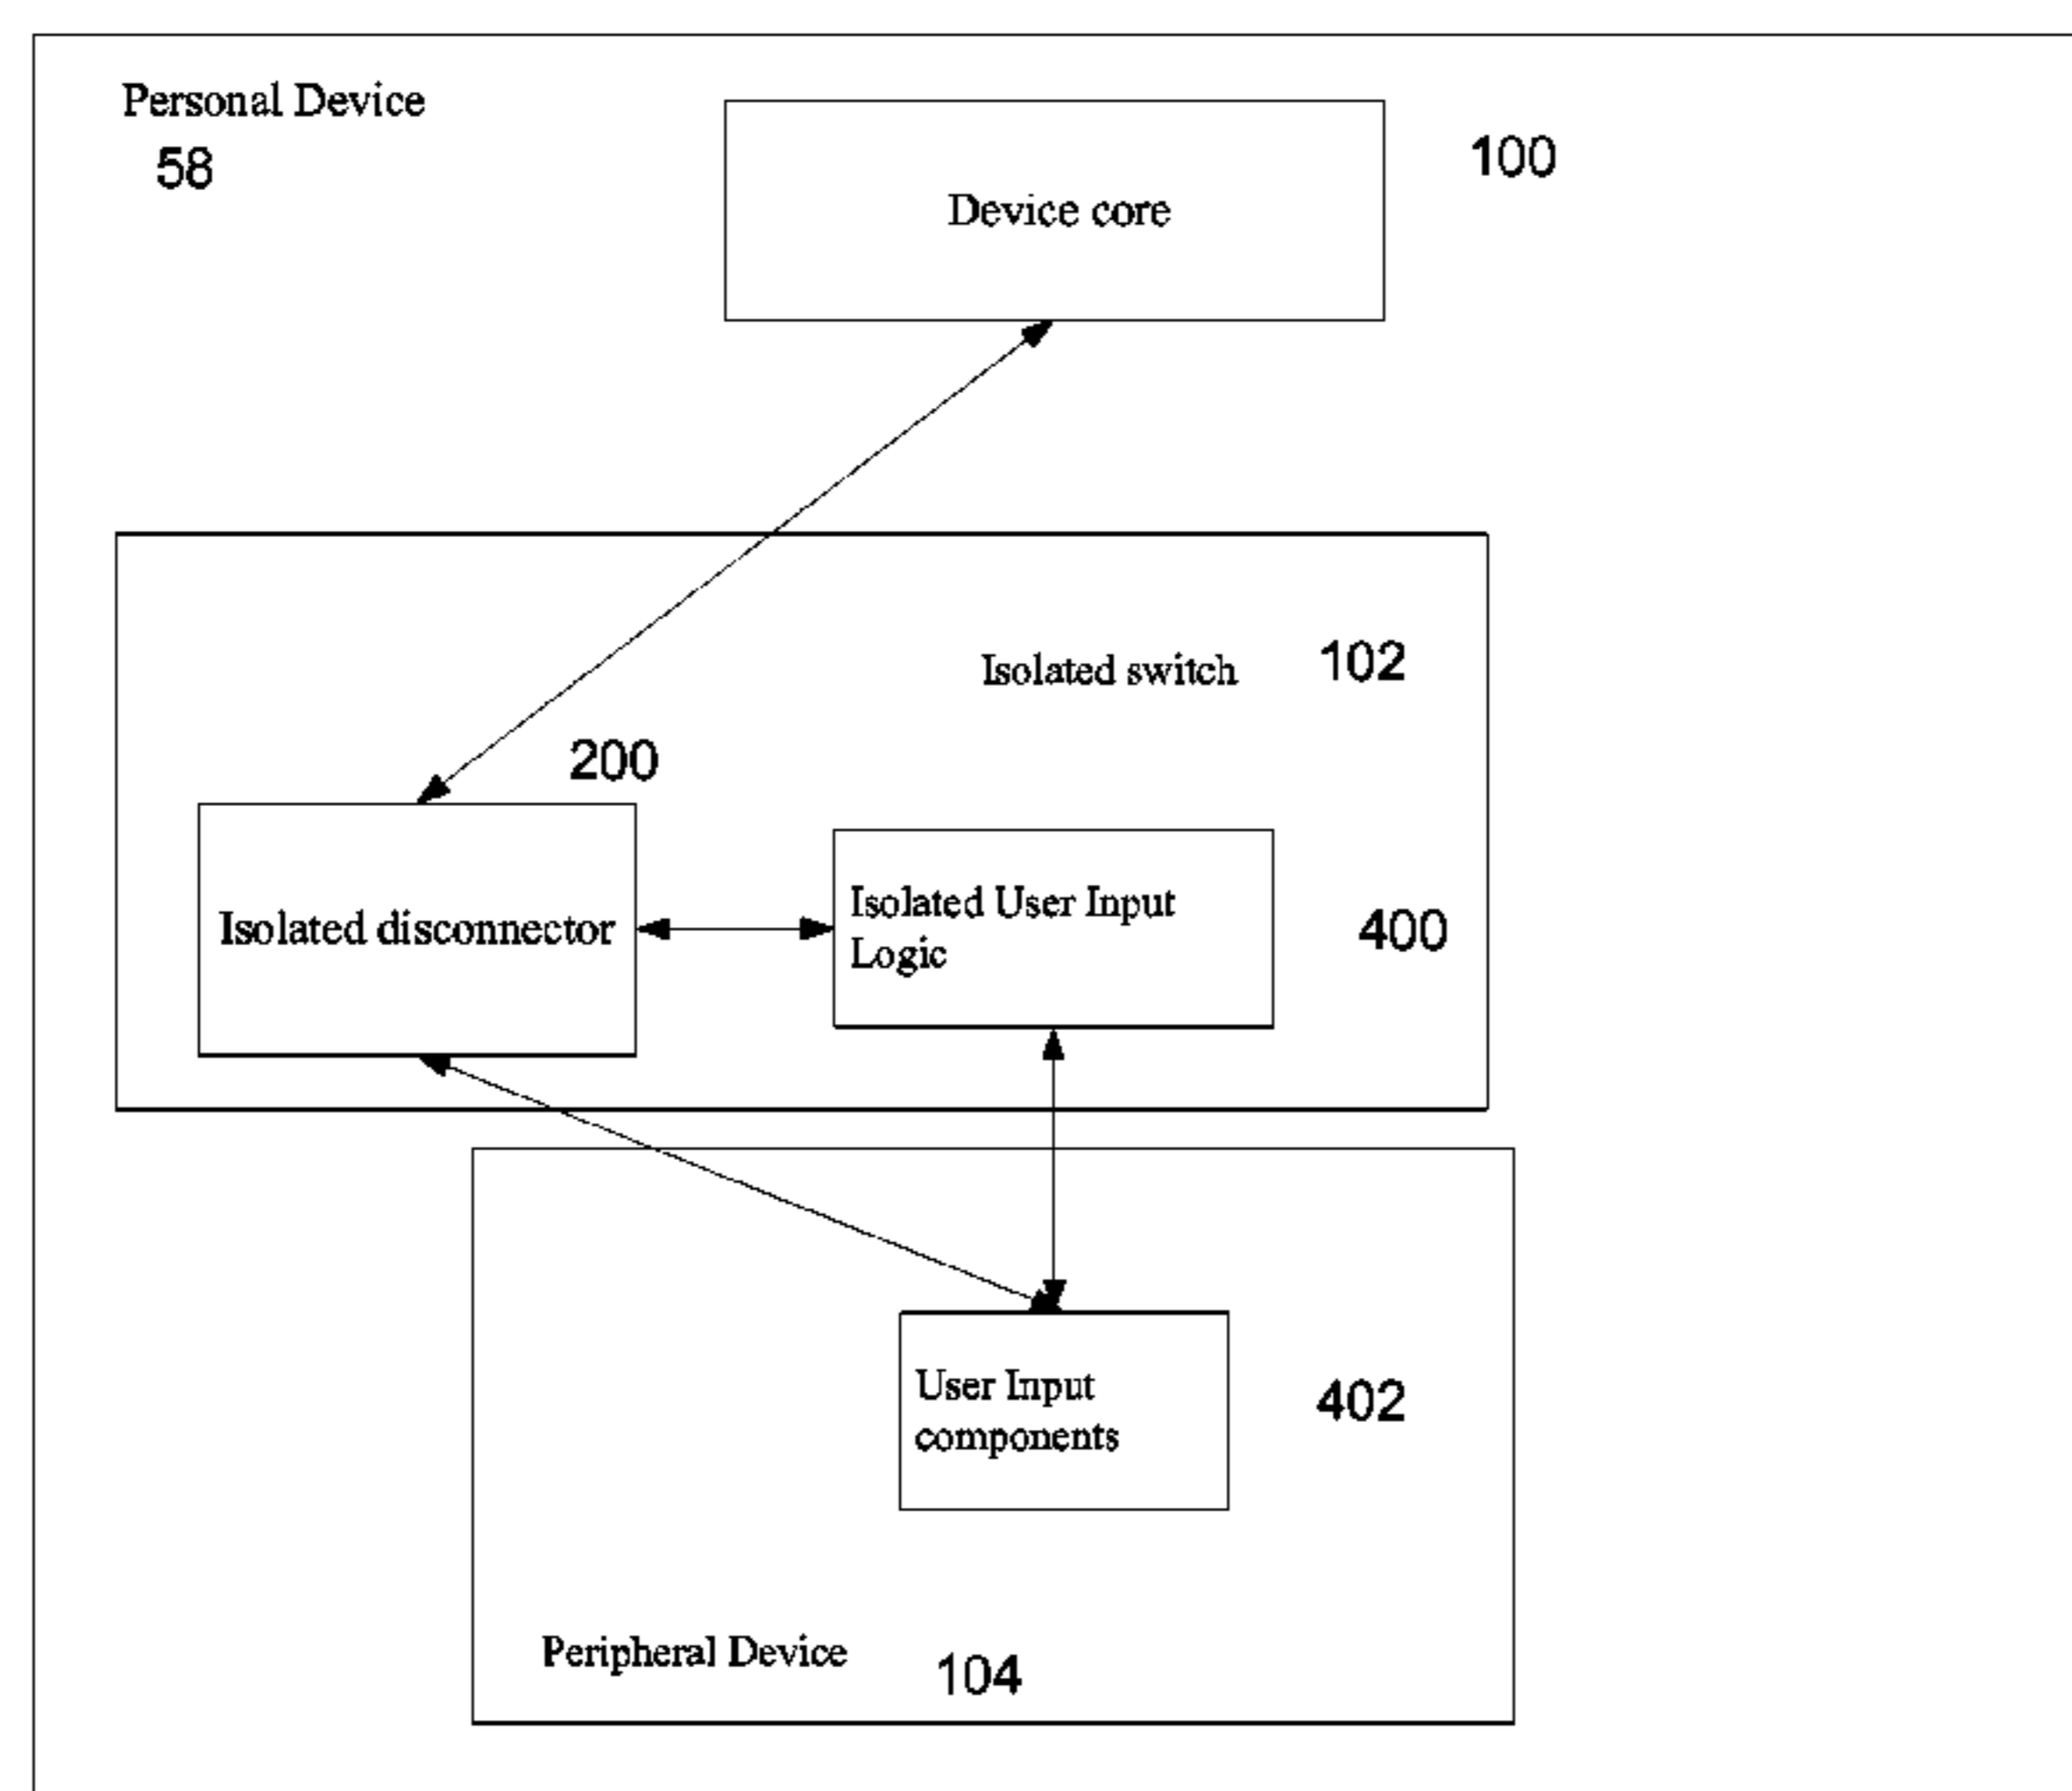 Personal Device
58
100
Device core
Isolated switch
102
200
Isolated disconnector
Isolated User Input
Logic
400
User Input
components
402
Peripheral Device
104